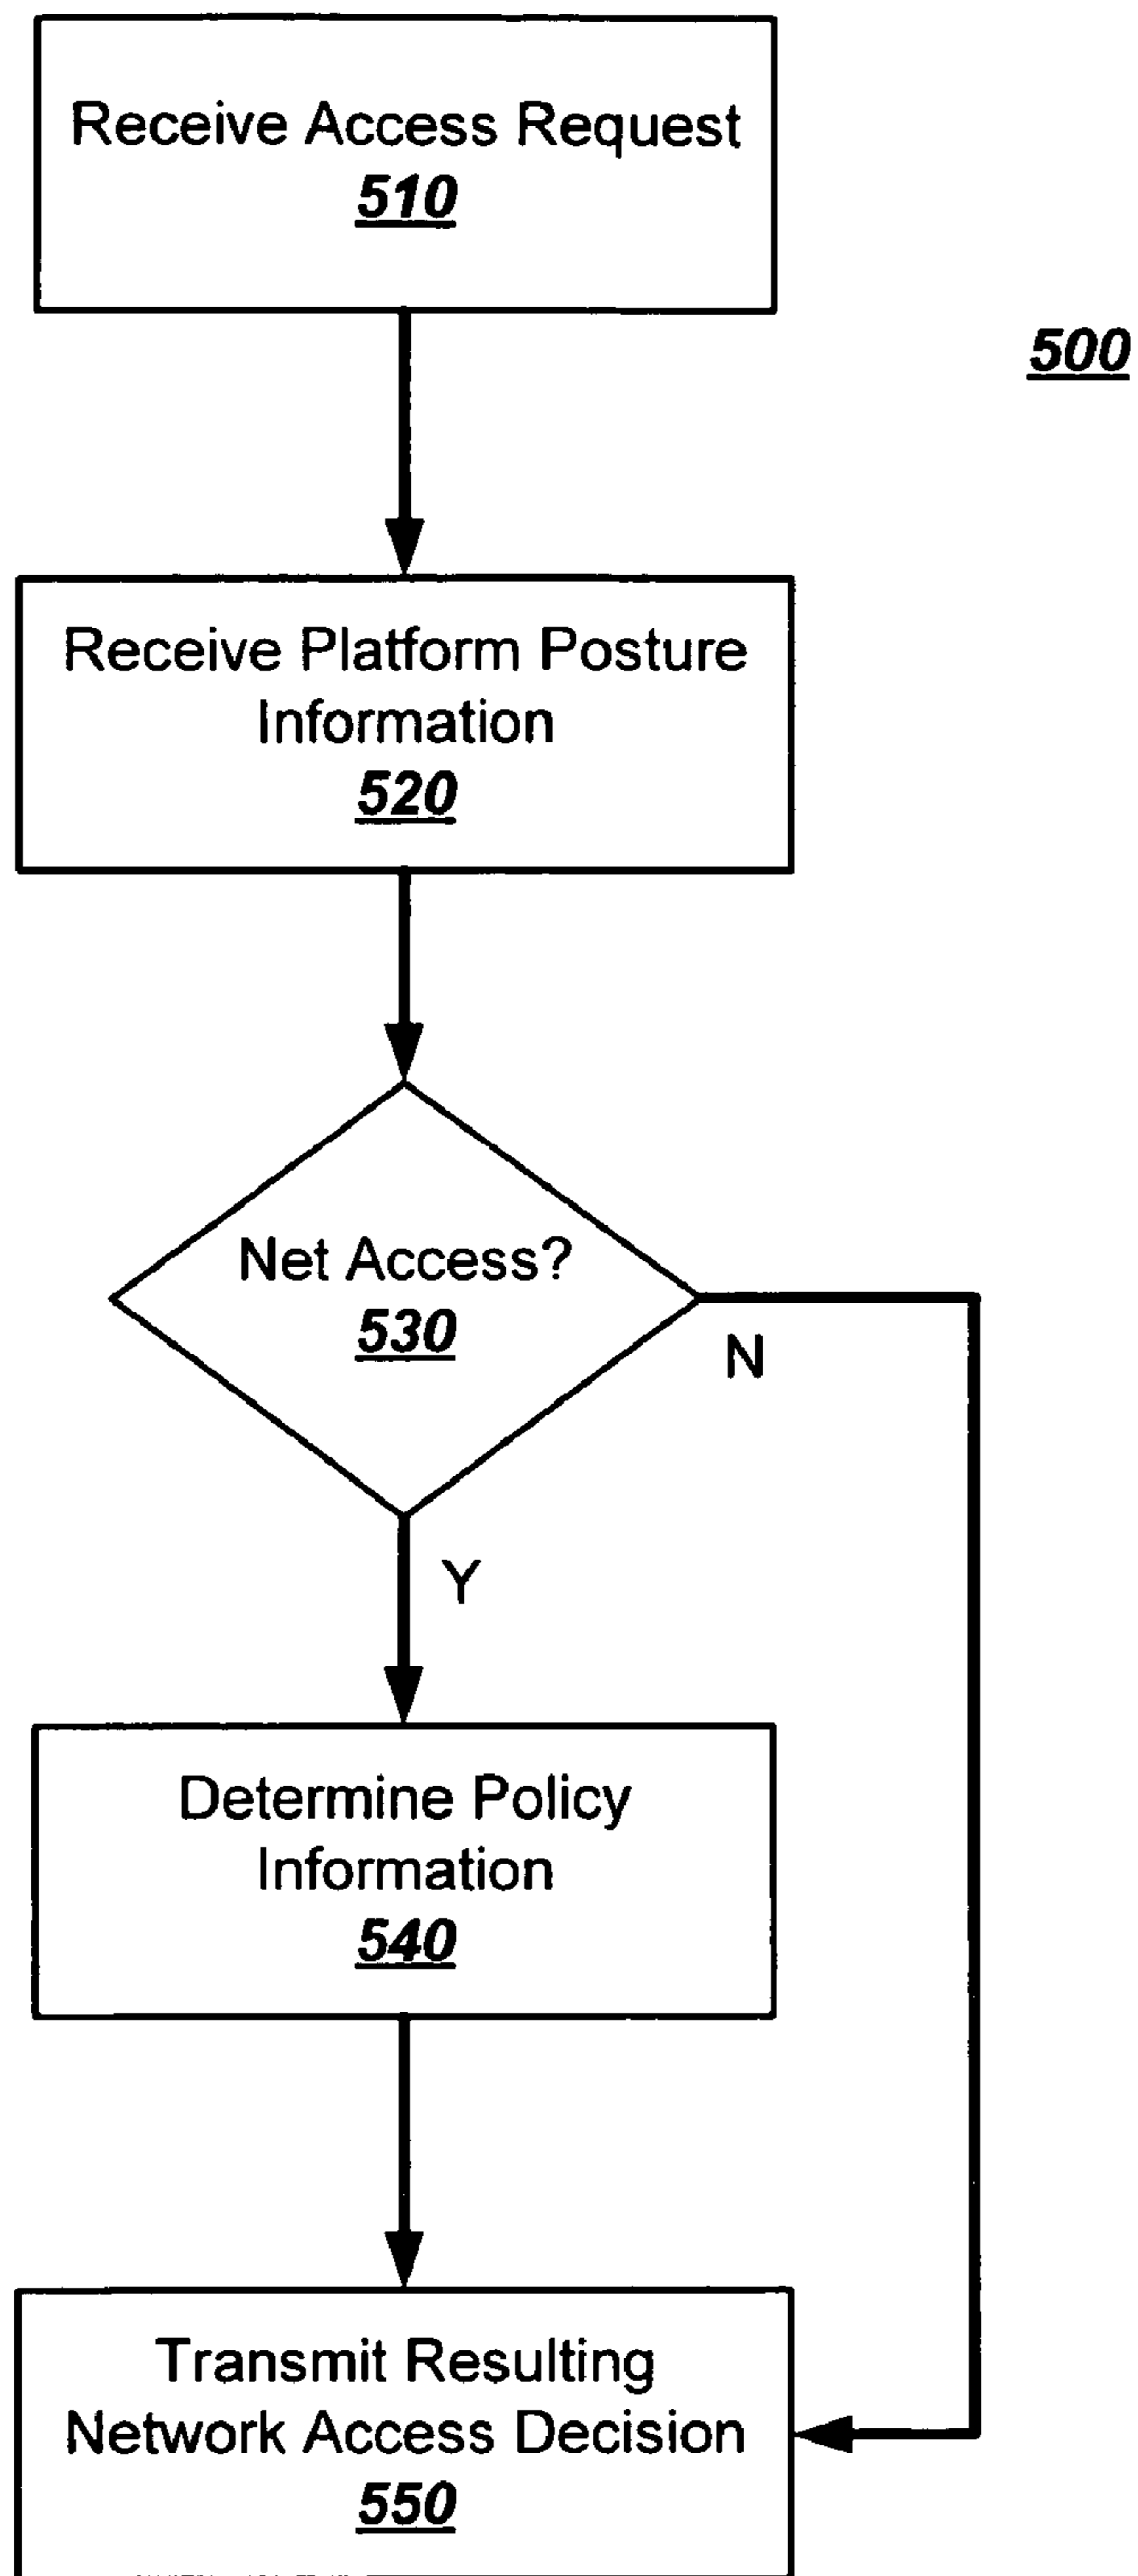 Receive Access Request
510
500
Receive Platform Posture
Information
520
Net Access?
530
N
Y
Determine Policy
Information
540
Transmit Resulting
Network Access Decision
550